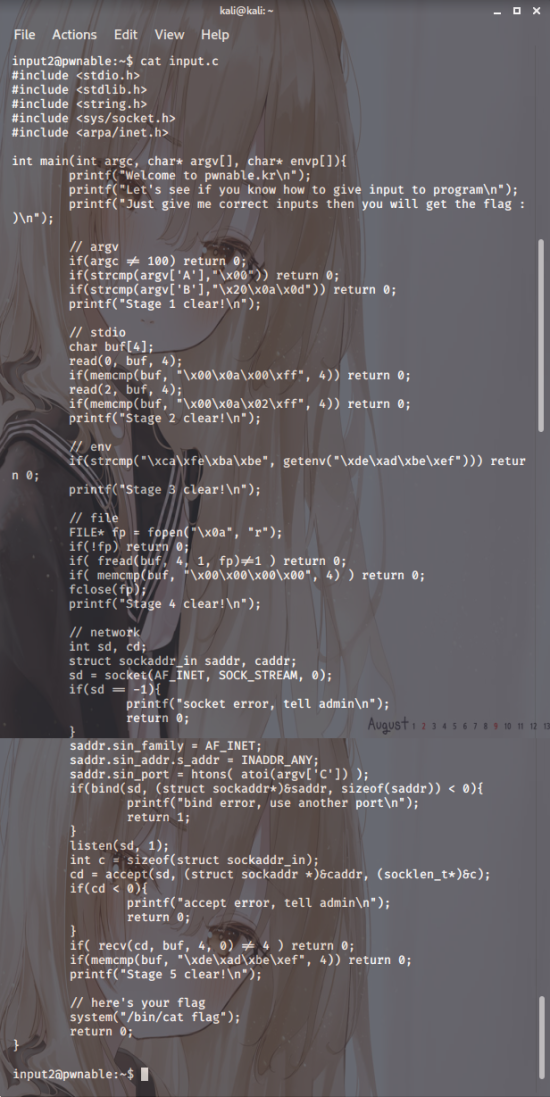 kali@kali: ~
File Actions Edit View Help
input2@pwnable:~$ cat input.c
#include <stdio.h>
#include <stdlib.h>
#include <string.h>
#include <sys/socket.h>
#include <arpa/inet.h>
int main(int argc, char* argv[], char* envp[]){
printf("Welcome to pwnable.kr\n");
printf("Let's see if you know how to give input to program\n");
printf("Just give me correct inputs then you will get the flag :
)\n");
// argv
if(argc != 100) return 0;
if(strcmp(argv['A'],"\x00")) return 0;
if(strcmp(argv['B'],"\x20\x0a\x0d")) return 0;
printf("Stage 1 clear!\n");
// stdio
char buf[4];
read(0, buf, 4);
if(memcmp(buf, "\x00\x0a\x00\xff", 4)) return 0;
read(2, buf, 4);
if(memcmp(buf, "\x00\x0a\x02\xff", 4)) return 0;
printf("Stage 2 clear!\n");
// env
if(strcmp("\xca\xfe\xba\xbe", getenv("\xde\xad\xbe\xef"))) retur
n 0;
printf("Stage 3 clear!\n");
// file
FILE* fp = fopen("\x0a", "r");
if(!fp) return 0;
if( fread(buf, 4, 1, fp)!=1 ) return 0;
if( memcmp(buf, "\x00\x00\x00\x00", 4) ) return 0;
fclose(fp);
printf("Stage 4 clear!\n");
// network
int sd, cd;
struct sockaddr_in saddr, caddr;
sd = socket(AF_INET, SOCK_STREAM, 0);
if(sd == -1){
printf("socket error, tell admin\n");
return 0;
}
August 1 2 3 4 5 6 7 8 9 10 11 12 13
saddr.sin_family = AF_INET;
saddr.sin_addr.s_addr = INADDR_ANY;
saddr.sin_port = htons( atoi(argv['C']) );
if(bind(sd, (struct sockaddr*)&saddr, sizeof(saddr)) < 0){
printf("bind error, use another port\n");
return 1;
}
listen(sd, 1);
int c = sizeof(struct sockaddr_in);
cd = accept(sd, (struct sockaddr *)&caddr, (socklen_t*)&c);
if(cd < 0){
printf("accept error, tell admin\n");
return 0;
}
if( recv(cd, buf, 4, 0) != 4 ) return 0;
if(memcmp(buf, "\xde\xad\xbe\xef", 4)) return 0;
printf("Stage 5 clear!\n");
// here's your flag
system("/bin/cat flag");
return 0;
}
input2@pwnable:~$